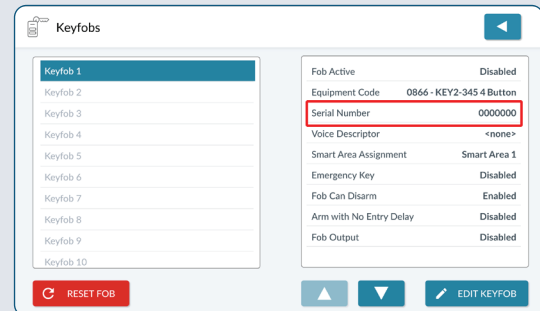 Keyfobs
Keyfob 1
Keyfob 2
Keyfob 3
Keyfob 4
Keyfob 5
Keyfob 6
Keyfob 7
Keyfob 8
Keyfob 9
Keyfob 10
RESET FOB
Fob Active Disabled
Equipment Code 0866 - KEY2-345 4 Button
Serial Number 0000000
Voice Descriptor <none>
Smart Area Assignment Smart Area 1
Emergency Key Disabled
Fob Can Disarm Enabled
Arm with No Entry Delay Disabled
Fob Output Disabled
EDIT KEYFOB